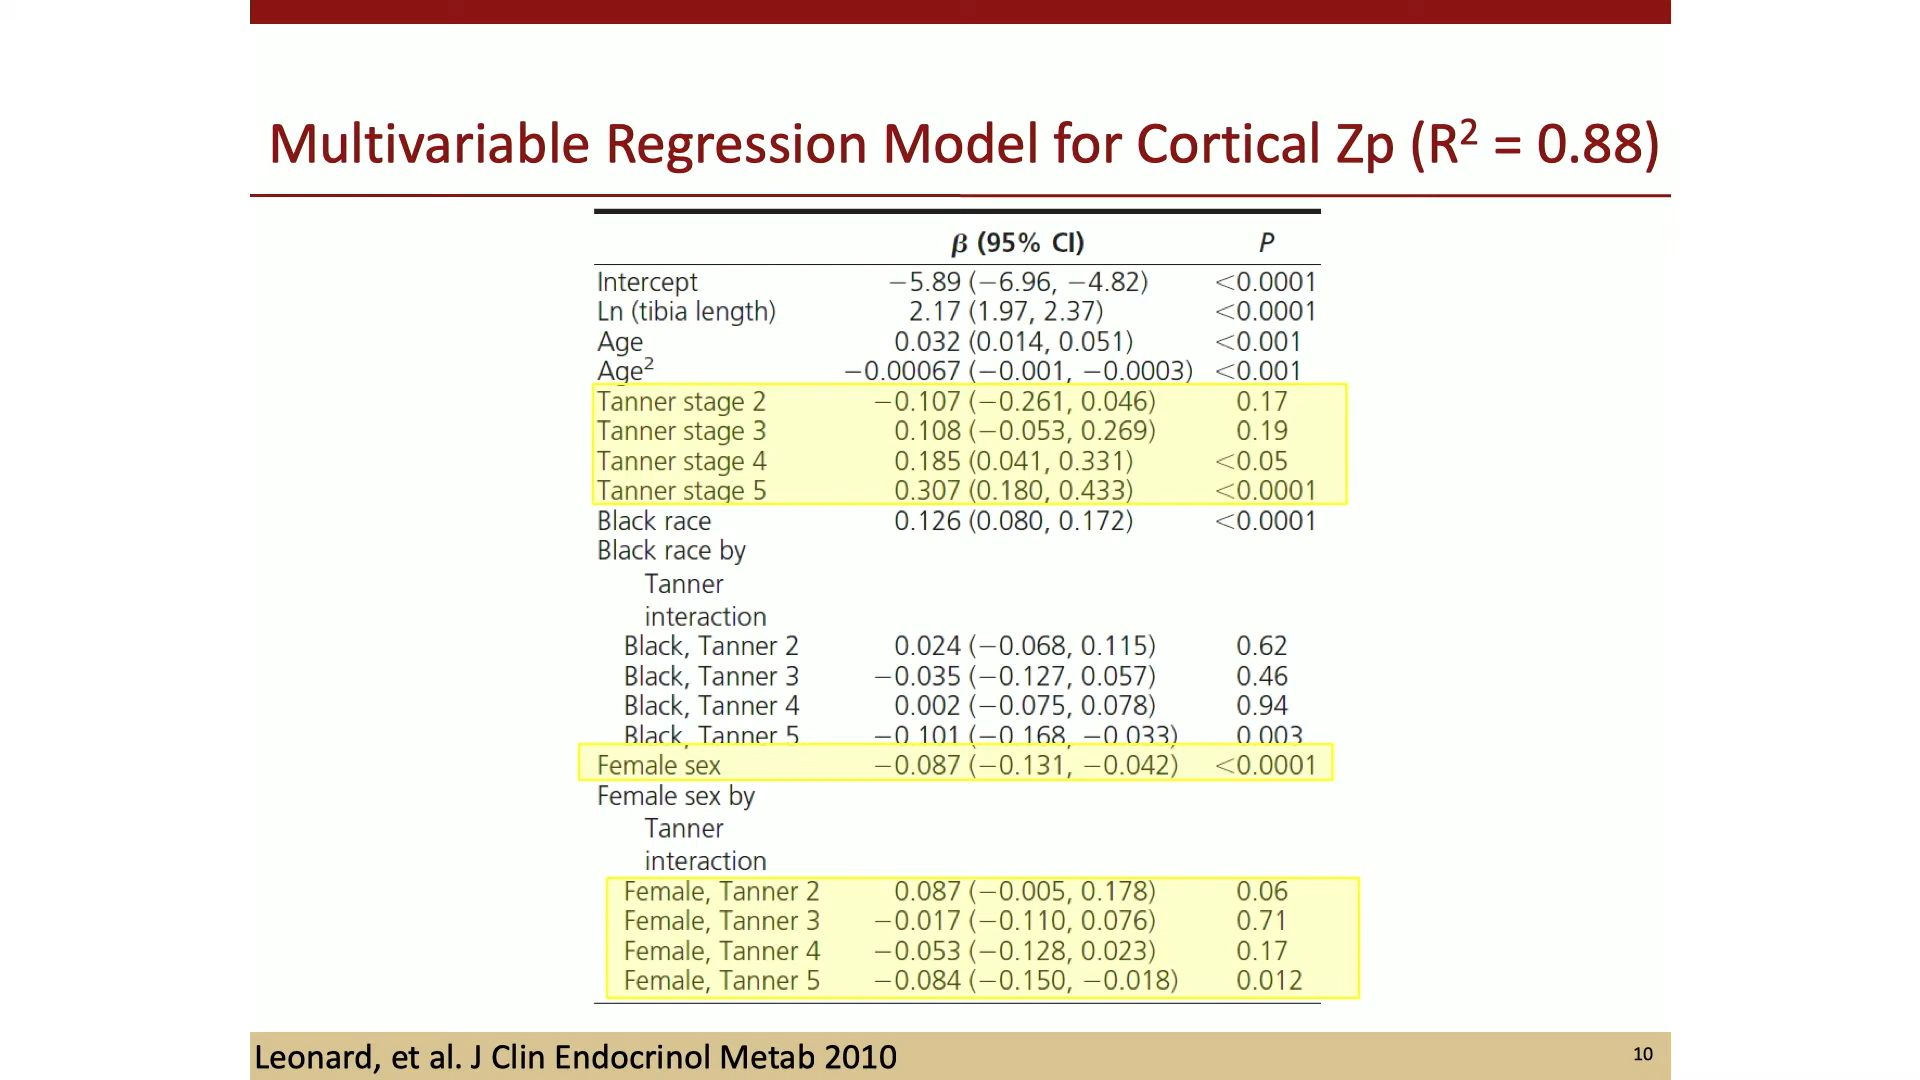 Multivariable Regression Model for Cortical Zp (R² = 0.88)
β (95% CI) P
Intercept −5.89 (−6.96, −4.82) <0.0001
Ln (tibia length) 2.17 (1.97, 2.37) <0.0001
Age 0.032 (0.014, 0.051) <0.001
Age² −0.00067 (−0.001, −0.0003) <0.001
Tanner stage 2 −0.107 (−0.261, 0.046) 0.17
Tanner stage 3 0.108 (−0.053, 0.269) 0.19
Tanner stage 4 0.185 (0.041, 0.331) <0.05
Tanner stage 5 0.307 (0.180, 0.433) <0.0001
Black race 0.126 (0.080, 0.172) <0.0001
Black race by
Tanner
interaction
Black, Tanner 2 0.024 (−0.068, 0.115) 0.62
Black, Tanner 3 −0.035 (−0.127, 0.057) 0.46
Black, Tanner 4 0.002 (−0.075, 0.078) 0.94
Black, Tanner 5 −0.101 (−0.168, −0.033) 0.003
Female sex −0.087 (−0.131, −0.042) <0.0001
Female sex by
Tanner
interaction
Female, Tanner 2 0.087 (−0.005, 0.178) 0.06
Female, Tanner 3 −0.017 (−0.110, 0.076) 0.71
Female, Tanner 4 −0.053 (−0.128, 0.023) 0.17
Female, Tanner 5 −0.084 (−0.150, −0.018) 0.012
Leonard, et al. J Clin Endocrinol Metab 2010
10